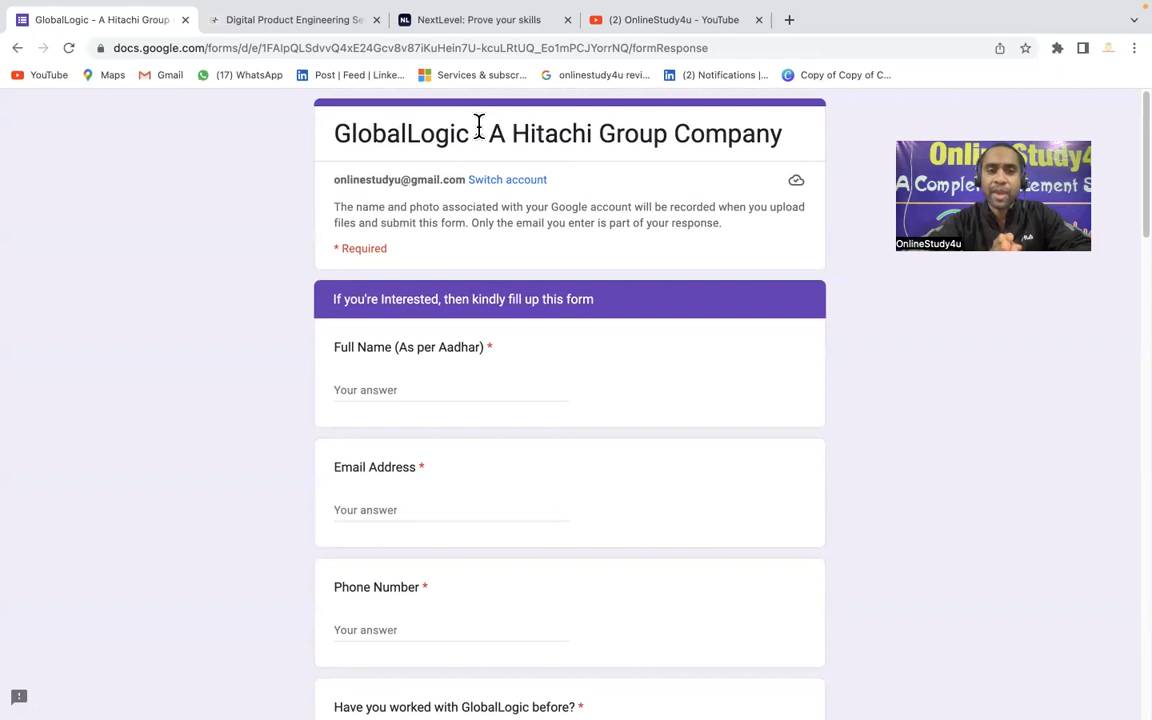 GlobalLogic - A Hitachi Group
Digital Product Engineering Se
NextLevel: Prove your skills
(2) OnlineStudy4u - YouTube
docs.google.com/forms/d/e/1FAIpQLSdvvQ4xE24Gcv8v87iKuHein7U-kcuLRtUQ_Eo1mPCJYorrNQ/formResponse
YouTube
Maps
Gmail
(17) WhatsApp
Post | Feed | Linke...
Services & subscr...
onlinestudy4u revi...
(2) Notifications |...
Copy of Copy of C...
GlobalLogic - A Hitachi Group Company
onlinestudyu@gmail.com Switch account
The name and photo associated with your Google account will be recorded when you upload
files and submit this form. Only the email you enter is part of your response.
* Required
If you're Interested, then kindly fill up this form
Full Name (As per Aadhar) *
Your answer
Email Address *
Your answer
Phone Number *
Your answer
Have you worked with GlobalLogic before? *
OnlineStudy4u